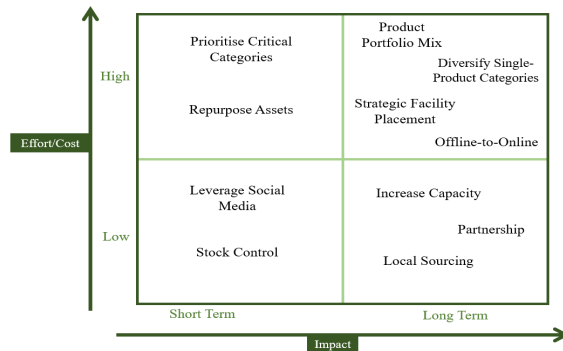 Prioritise Critical
Categories
Product
Portfolio Mix
Diversify Single-
Product Categories
High
Repurpose Assets
Strategic Facility
Placement
Offline-to-Online
Effort/Cost
Leverage Social
Media
Increase Capacity
Partnership
Low
Stock Control
Local Sourcing
Short Term
Long Term
Impact